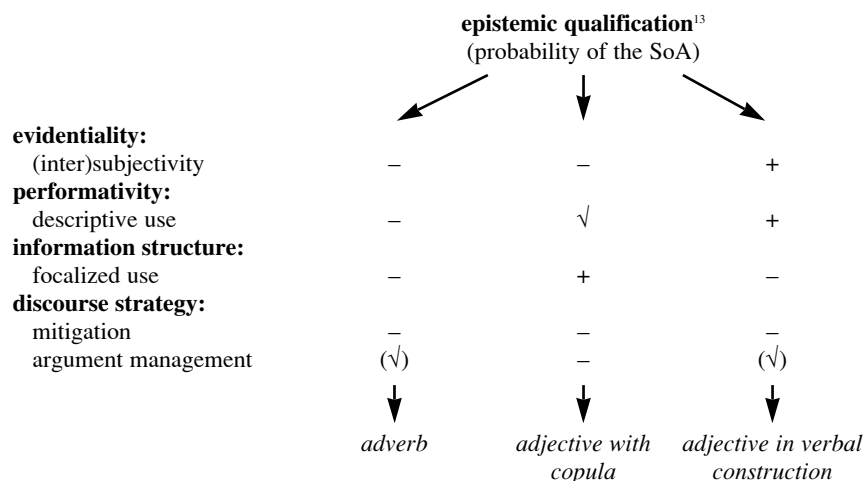 epistemic qualification¹³
(probability of the SoA)
evidentiality:
(inter)subjectivity – – +
performativity:
descriptive use – √ +
information structure:
focalized use – + –
discourse strategy:
mitigation – – –
argument management (√) – (√)
adverb adjective with adjective in verbal
copula construction